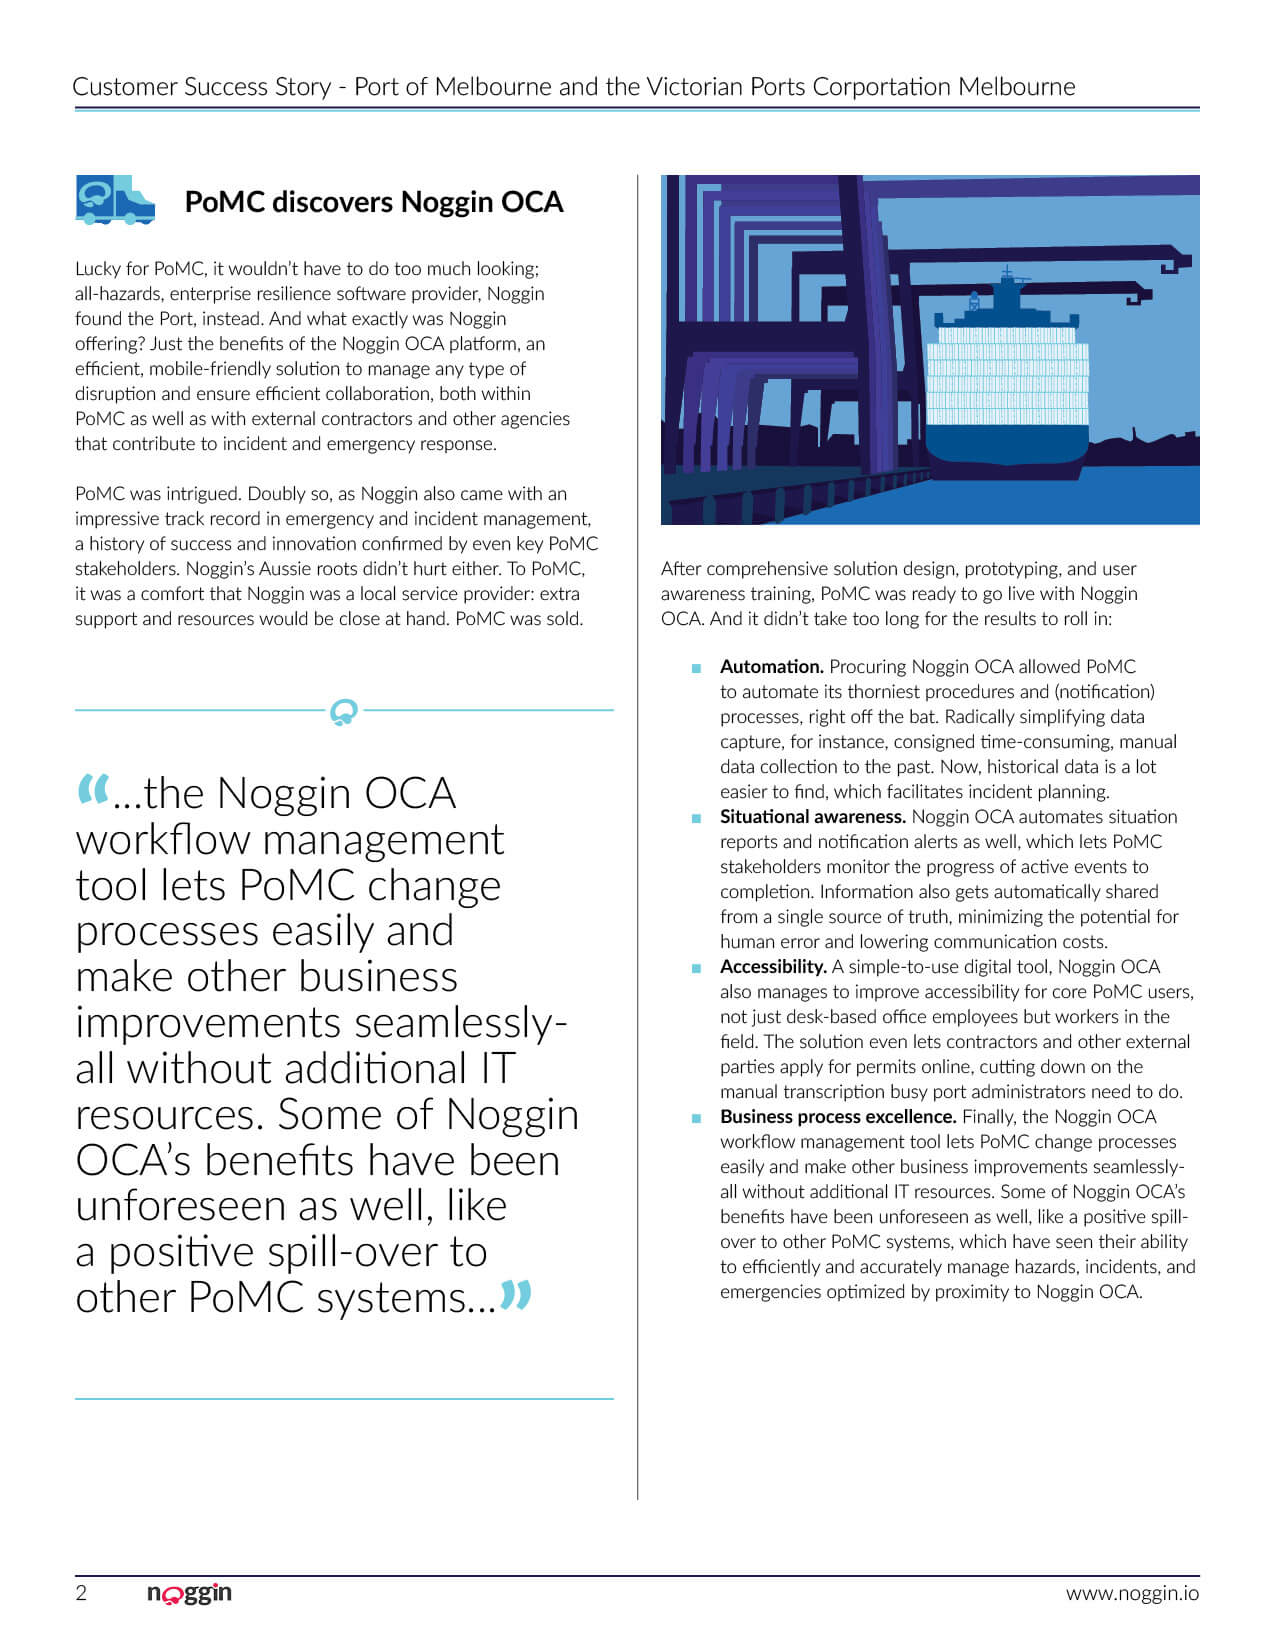 Customer Success Story - Port of Melbourne and the Victorian Ports Corportation Melbourne
PoMC discovers Noggin OCA
Lucky for PoMC, it wouldn’t have to do too much looking;
all-hazards, enterprise resilience software provider, Noggin
found the Port, instead. And what exactly was Noggin
offering? Just the benefits of the Noggin OCA platform, an
efficient, mobile-friendly solution to manage any type of
disruption and ensure efficient collaboration, both within
PoMC as well as with external contractors and other agencies
that contribute to incident and emergency response.
PoMC was intrigued. Doubly so, as Noggin also came with an
impressive track record in emergency and incident management,
a history of success and innovation confirmed by even key PoMC
stakeholders. Noggin’s Aussie roots didn’t hurt either. To PoMC,
it was a comfort that Noggin was a local service provider: extra
support and resources would be close at hand. PoMC was sold.
“...the Noggin OCA
workflow management
tool lets PoMC change
processes easily and
make other business
improvements seamlessly-
all without additional IT
resources. Some of Noggin
OCA’s benefits have been
unforeseen as well, like
a positive spill-over to
other PoMC systems...”
After comprehensive solution design, prototyping, and user
awareness training, PoMC was ready to go live with Noggin
OCA. And it didn’t take too long for the results to roll in:
Automation. Procuring Noggin OCA allowed PoMC
to automate its thorniest procedures and (notification)
processes, right off the bat. Radically simplifying data
capture, for instance, consigned time-consuming, manual
data collection to the past. Now, historical data is a lot
easier to find, which facilitates incident planning.
Situational awareness. Noggin OCA automates situation
reports and notification alerts as well, which lets PoMC
stakeholders monitor the progress of active events to
completion. Information also gets automatically shared
from a single source of truth, minimizing the potential for
human error and lowering communication costs.
Accessibility. A simple-to-use digital tool, Noggin OCA
also manages to improve accessibility for core PoMC users,
not just desk-based office employees but workers in the
field. The solution even lets contractors and other external
parties apply for permits online, cutting down on the
manual transcription busy port administrators need to do.
Business process excellence. Finally, the Noggin OCA
workflow management tool lets PoMC change processes
easily and make other business improvements seamlessly-
all without additional IT resources. Some of Noggin OCA’s
benefits have been unforeseen as well, like a positive spill-
over to other PoMC systems, which have seen their ability
to efficiently and accurately manage hazards, incidents, and
emergencies optimized by proximity to Noggin OCA.
2
noggin
www.noggin.io